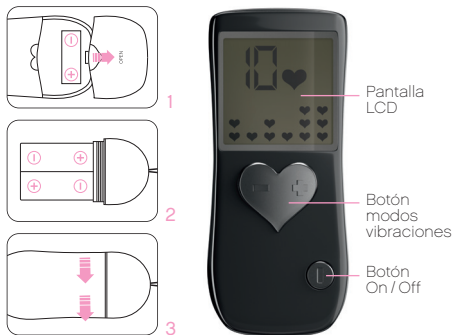 OPEN
1
2
3
10
Pantalla
LCD
Botón
modos
vibraciones
Botón
On / Off